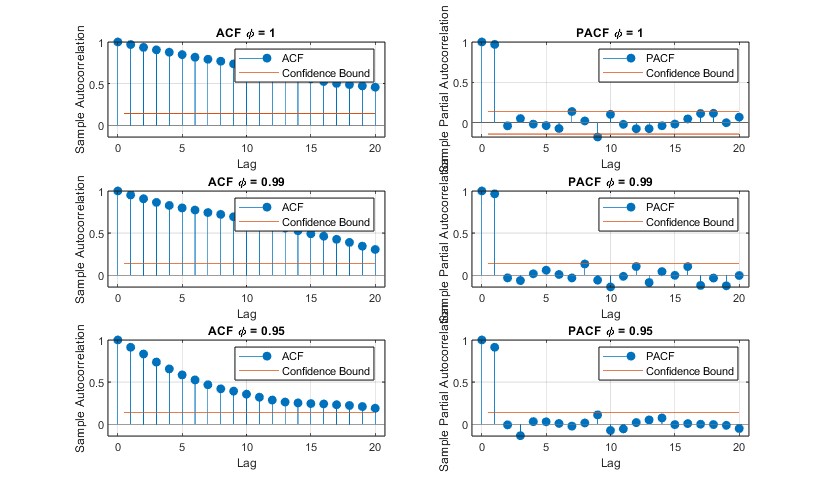 ACF ϕ = 1
Sample Autocorrelation
1
0.5
0
ACF
Confidence Bound
0 5 10 15 20
Lag
PACF ϕ = 1
Sample Partial Autocorrelation
1
0.5
0
PACF
Confidence Bound
0 5 10 15 20
Lag
ACF ϕ = 0.99
Sample Autocorrelation
1
0.5
0
ACF
Confidence Bound
0 5 10 15 20
Lag
PACF ϕ = 0.99
Sample Partial Autocorrelation
1
0.5
0
PACF
Confidence Bound
0 5 10 15 20
Lag
ACF ϕ = 0.95
Sample Autocorrelation
1
0.5
0
ACF
Confidence Bound
0 5 10 15 20
Lag
PACF ϕ = 0.95
Sample Partial Autocorrelation
1
0.5
0
PACF
Confidence Bound
0 5 10 15 20
Lag